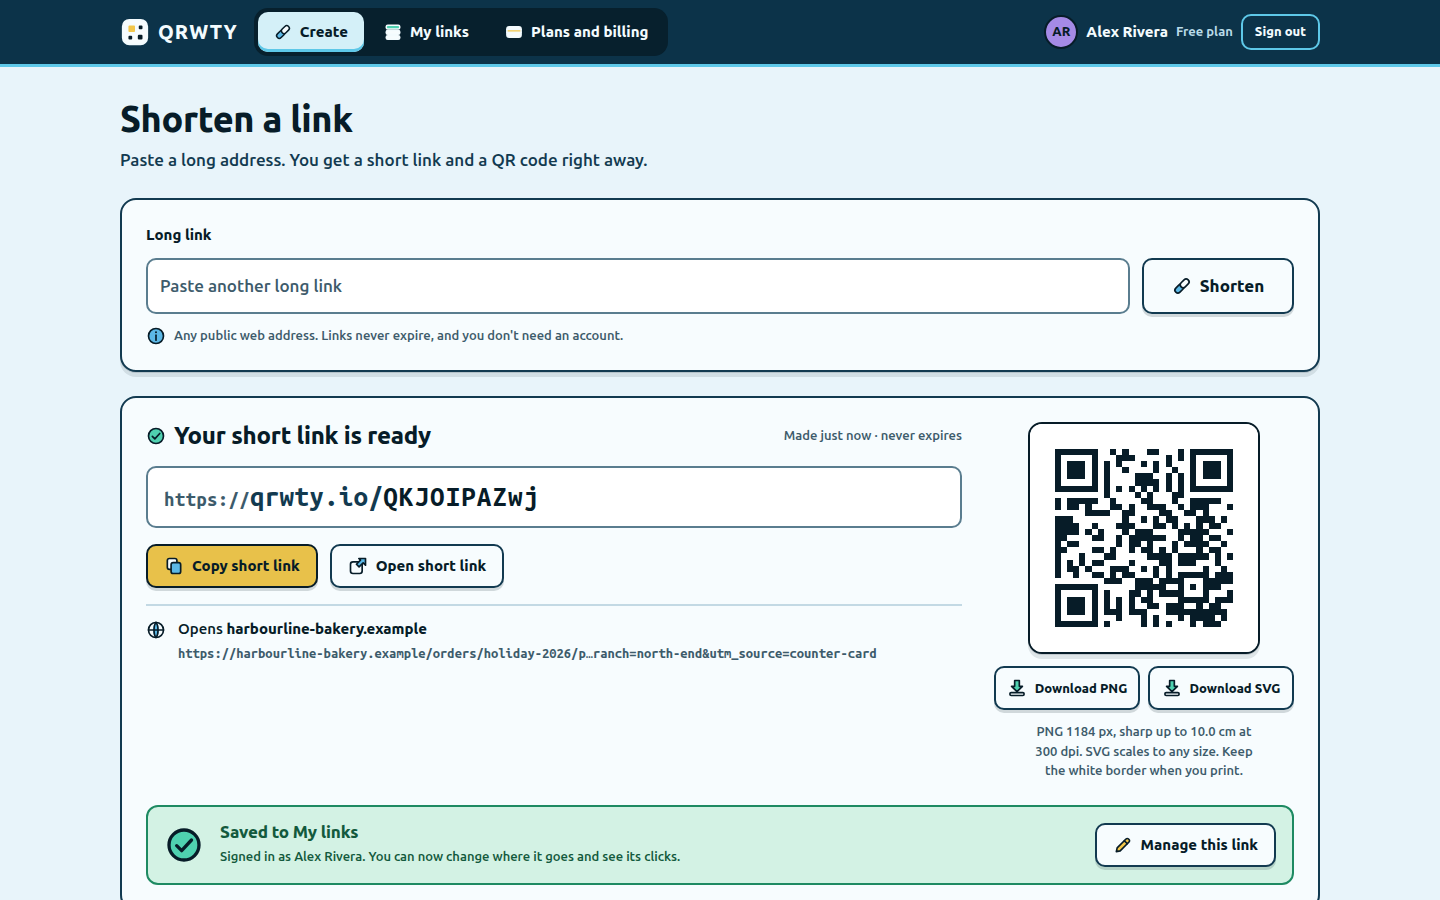 QRWTY
Create
My links
Plans and billing
AR
Alex Rivera
Free plan
Sign out
Shorten a link
Paste a long address. You get a short link and a QR code right away.
Long link
Paste another long link
Shorten
Any public web address. Links never expire, and you don't need an account.
Your short link is ready
Made just now · never expires
https://qrwty.io/QKJOIPAZwj
Copy short link
Open short link
Opens harbourline-bakery.example
https://harbourline-bakery.example/orders/holiday-2026/p…ranch=north-end&utm_source=counter-card
Download PNG
Download SVG
PNG 1184 px, sharp up to 10.0 cm at
300 dpi. SVG scales to any size. Keep
the white border when you print.
Saved to My links
Signed in as Alex Rivera. You can now change where it goes and see its clicks.
Manage this link